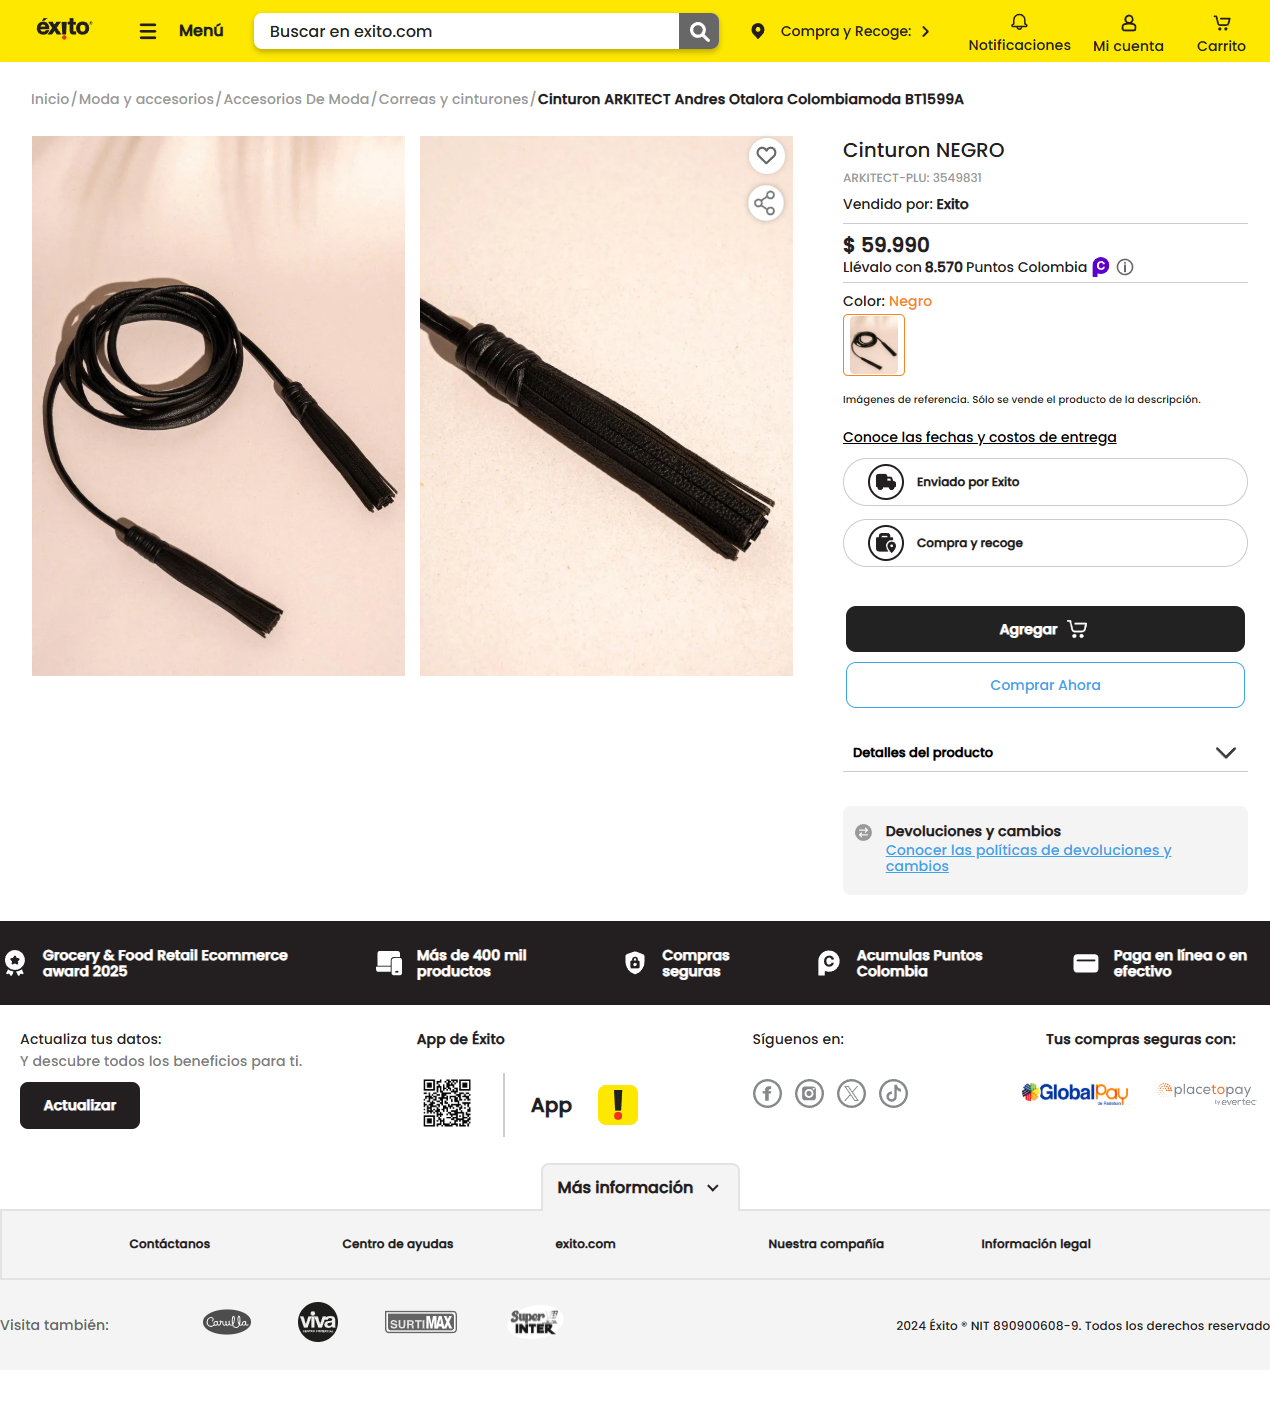 éxito
Menú
Buscar en exito.com
Compra y Recoge:
Notificaciones
Mi cuenta
Carrito
Inicio/Moda y accesorios/Accesorios De Moda/Correas y cinturones/Cinturon ARKITECT Andres Otalora Colombiamoda BT1599A
Cinturon NEGRO
ARKITECT-PLU: 3549831
Vendido por: Exito
$ 59.990
Llévalo con 8.570 Puntos Colombia
Color: Negro
Imágenes de referencia. Sólo se vende el producto de la descripción.
Conoce las fechas y costos de entrega
Enviado por Exito
Compra y recoge
Agregar
Comprar Ahora
Detalles del producto
Devoluciones y cambios
Conocer las políticas de devoluciones y
cambios
Grocery & Food Retail Ecommerce
award 2025
Más de 400 mil
productos
Compras
seguras
Acumulas Puntos
Colombia
Paga en línea o en
efectivo
Actualiza tus datos:
Y descubre todos los beneficios para ti.
Actualizar
App de Éxito
App
Síguenos en:
Tus compras seguras con:
GlobalPay
placetopay
by evertec
Más información
Contáctanos
Centro de ayudas
exito.com
Nuestra compañía
Información legal
Visita también:
Carulla
viva
SURTIMAX
Super
INTER
2024 Éxito ® NIT 890900608-9. Todos los derechos reservado